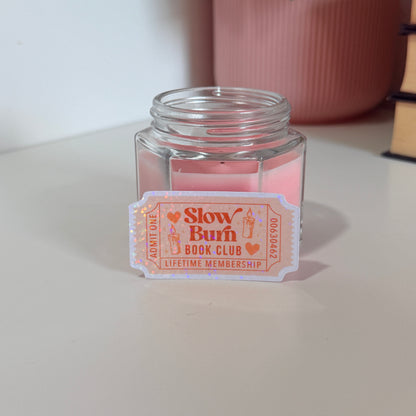 ADMIT ONE
Slow
Burn
BOOK CLUB
LIFETIME MEMBERSHIP
00630462